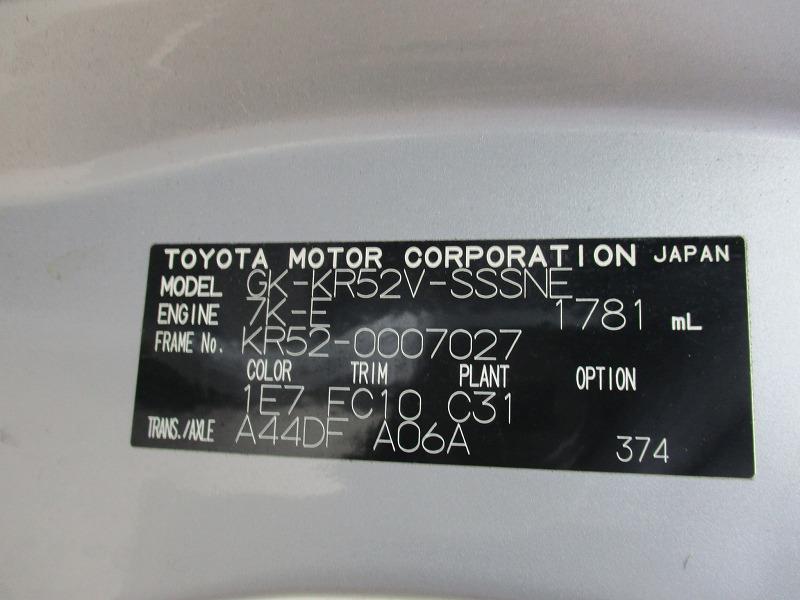 TOYOTA MOTOR CORPORATION JAPAN
MODEL GK-KR52V-SSSNE
ENGINE 7K-E 1781 mL
FRAME No. KR52-0007027
COLOR TRIM PLANT OPTION
1E7 FC10 C31
TRANS./AXLE A44DF A06A 374